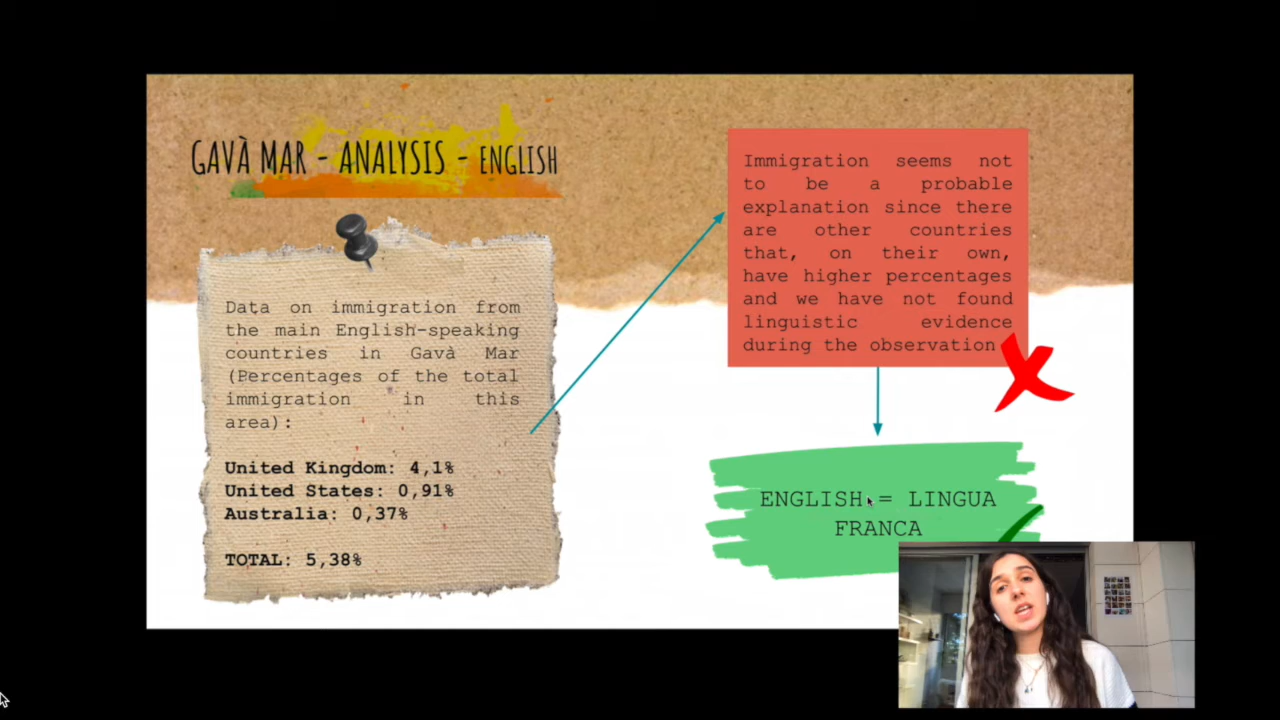 GAVÀ MAR - ANALYSIS - ENGLISH
Data on immigration from
the main English-speaking
countries in Gavà Mar
(Percentages of the total
immigration in this
area):
United Kingdom: 4,1%
United States: 0,91%
Australia: 0,37%
TOTAL: 5,38%
Immigration seems not
to be a probable
explanation since there
are other countries
that, on their own,
have higher percentages
and we have not found
linguistic evidence
during the observation
ENGLISH = LINGUA
FRANCA